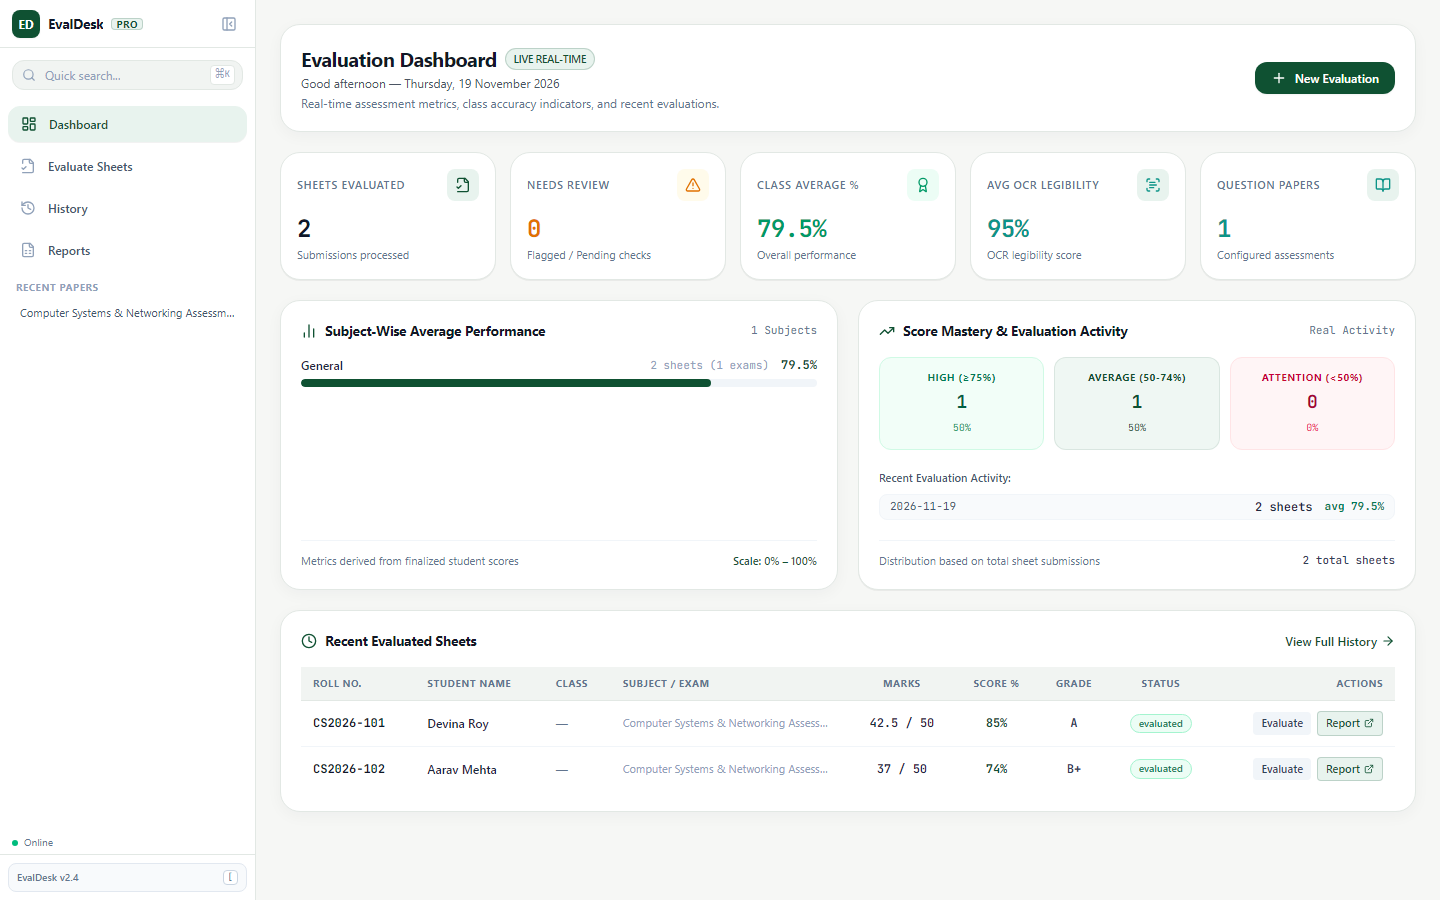 ED EvalDesk PRO
Quick search... ⌘K
Dashboard
Evaluate Sheets
History
Reports
RECENT PAPERS
Computer Systems & Networking Assessm...
Online
EvalDesk v2.4 [
Evaluation Dashboard LIVE REAL-TIME
Good afternoon — Thursday, 19 November 2026
Real-time assessment metrics, class accuracy indicators, and recent evaluations.
New Evaluation
SHEETS EVALUATED
2
Submissions processed
NEEDS REVIEW
0
Flagged / Pending checks
CLASS AVERAGE %
79.5%
Overall performance
AVG OCR LEGIBILITY
95%
OCR legibility score
QUESTION PAPERS
1
Configured assessments
Subject-Wise Average Performance 1 Subjects
General 2 sheets (1 exams) 79.5%
Metrics derived from finalized student scores Scale: 0% – 100%
Score Mastery & Evaluation Activity Real Activity
HIGH (≥75%)
1
50%
AVERAGE (50-74%)
1
50%
ATTENTION (<50%)
0
0%
Recent Evaluation Activity:
2026-11-19 2 sheets avg 79.5%
Distribution based on total sheet submissions 2 total sheets
Recent Evaluated Sheets View Full History
ROLL NO. STUDENT NAME CLASS SUBJECT / EXAM MARKS SCORE % GRADE STATUS ACTIONS
CS2026-101 Devina Roy — Computer Systems & Networking Assess... 42.5 / 50 85% A evaluated Evaluate Report
CS2026-102 Aarav Mehta — Computer Systems & Networking Assess... 37 / 50 74% B+ evaluated Evaluate Report